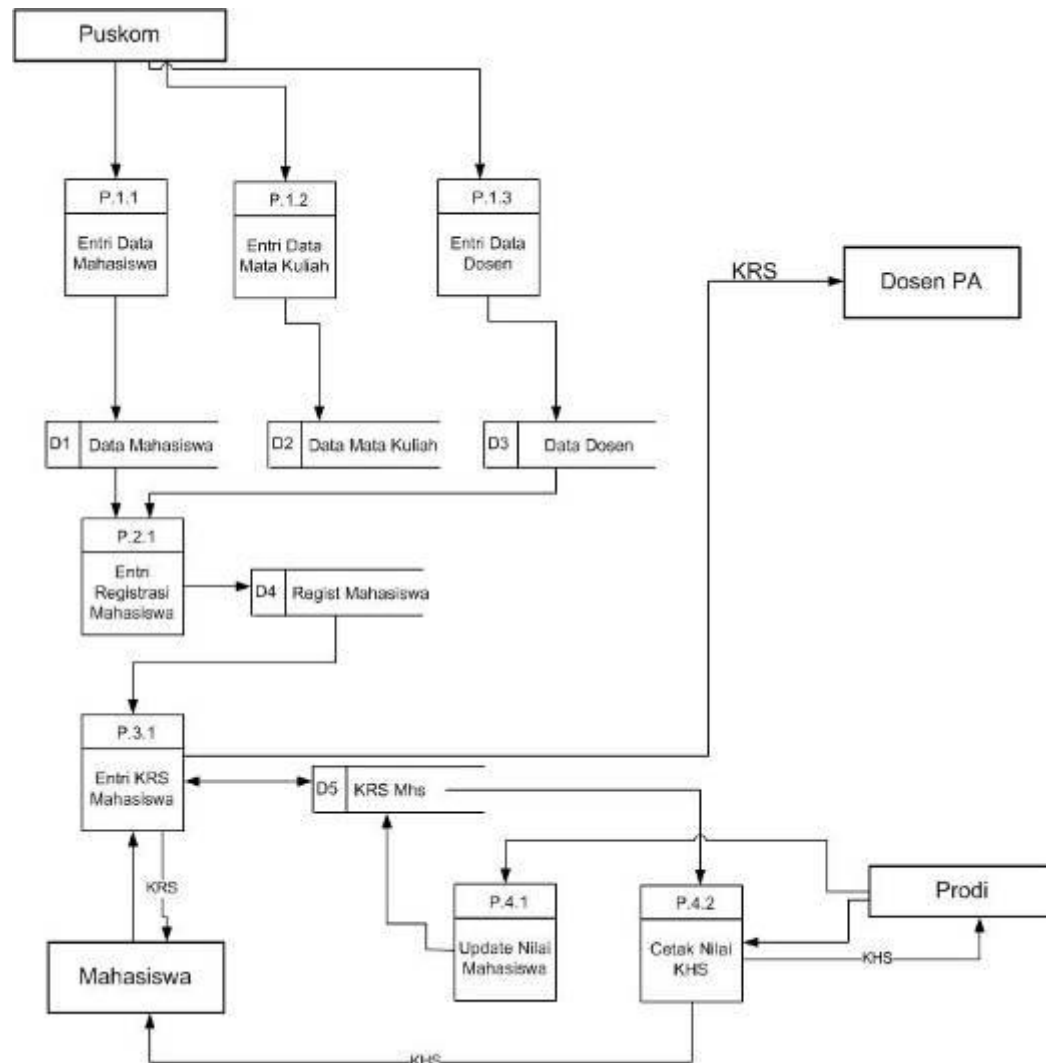 Puskom
P.1.1
Entri Data
Mahasiswa
P.1.2
Entri Data
Mata Kuliah
P.1.3
Entri Data
Dosen
KRS
Dosen PA
D1 Data Mahasiswa
D2 Data Mata Kuliah
D3 Data Dosen
P.2.1
Entri
Registrasi
Mahasiswa
D4 Regist Mahasiswa
P.3.1
Entri KRS
Mahasiswa
D5 KRS Mhs
KRS
P.4.1
Update Nilai
Mahasiswa
P.4.2
Cetak Nilai
KHS
Prodi
KHS
Mahasiswa
KHS